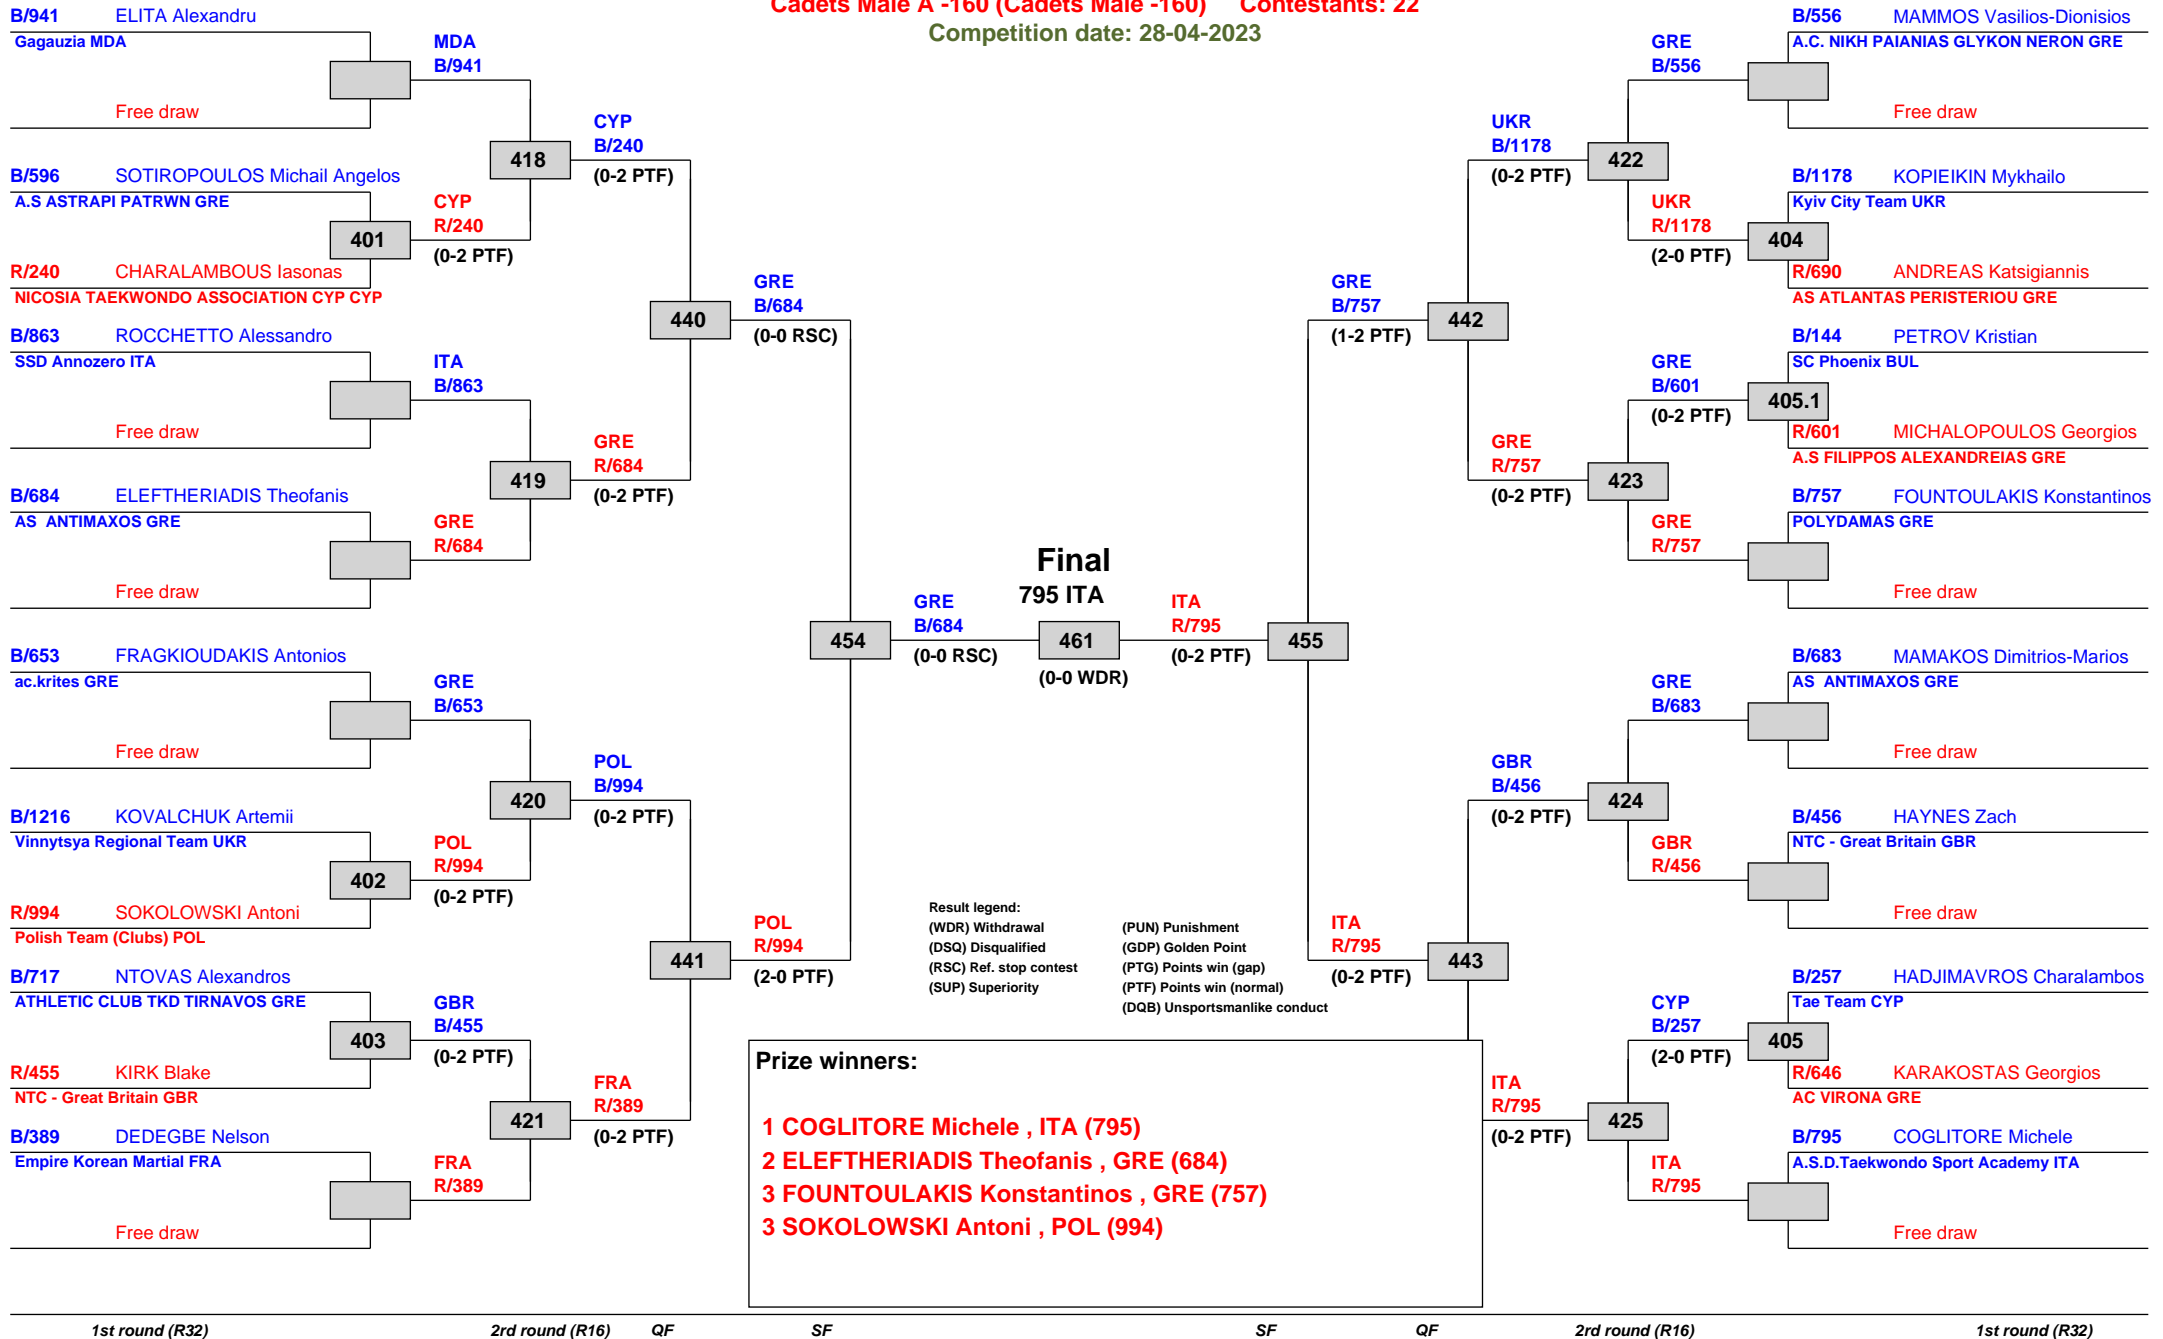 Cadets Male A -160 (Cadets Male -160) Contestants: 22
Competition date: 28-04-2023
B/941 ELITA Alexandru
Gagauzia MDA
Free draw
B/596 SOTIROPOULOS Michail Angelos
A.S ASTRAPI PATRWN GRE
401
R/240 CHARALAMBOUS Iasonas
NICOSIA TAEKWONDO ASSOCIATION CYP CYP
B/863 ROCCHETTO Alessandro
SSD Annozero ITA
Free draw
B/684 ELEFTHERIADIS Theofanis
AS ANTIMAXOS GRE
Free draw
B/653 FRAGKIOUDAKIS Antonios
ac.krites GRE
Free draw
B/1216 KOVALCHUK Artemii
Vinnytsya Regional Team UKR
402
R/994 SOKOLOWSKI Antoni
Polish Team (Clubs) POL
B/717 NTOVAS Alexandros
ATHLETIC CLUB TKD TIRNAVOS GRE
403
R/455 KIRK Blake
NTC - Great Britain GBR
B/389 DEDEGBE Nelson
Empire Korean Martial FRA
Free draw
MDA
B/941
418
CYP
R/240
(0-2 PTF)
ITA
B/863
419
GRE
R/684
GRE
B/653
420
POL
R/994
(0-2 PTF)
GBR
B/455
(0-2 PTF)
421
FRA
R/389
CYP
B/240
(0-2 PTF)
440
GRE
R/684
(0-2 PTF)
POL
B/994
(0-2 PTF)
441
FRA
R/389
(0-2 PTF)
GRE
B/684
(0-0 RSC)
454
POL
R/994
(2-0 PTF)
GRE
B/684
(0-0 RSC)
Final
795 ITA
461
(0-0 WDR)
ITA
R/795
(0-2 PTF)
455
GRE
B/757
(1-2 PTF)
ITA
R/795
(0-2 PTF)
UKR
B/1178
(0-2 PTF)
442
GRE
R/757
(0-2 PTF)
GBR
B/456
(0-2 PTF)
443
ITA
R/795
(0-2 PTF)
GRE
B/556
422
UKR
R/1178
(2-0 PTF)
GRE
B/601
(0-2 PTF)
423
GRE
R/757
GRE
B/683
424
GBR
R/456
CYP
B/257
(2-0 PTF)
425
ITA
R/795
B/556 MAMMOS Vasilios-Dionisios
A.C. NIKH PAIANIAS GLYKON NERON GRE
Free draw
B/1178 KOPIEIKIN Mykhailo
Kyiv City Team UKR
404
R/690 ANDREAS Katsigiannis
AS ATLANTAS PERISTERIOU GRE
B/144 PETROV Kristian
SC Phoenix BUL
405.1
R/601 MICHALOPOULOS Georgios
A.S FILIPPOS ALEXANDREIAS GRE
B/757 FOUNTOULAKIS Konstantinos
POLYDAMAS GRE
Free draw
B/683 MAMAKOS Dimitrios-Marios
AS ANTIMAXOS GRE
Free draw
B/456 HAYNES Zach
NTC - Great Britain GBR
Free draw
B/257 HADJIMAVROS Charalambos
Tae Team CYP
405
R/646 KARAKOSTAS Georgios
AC VIRONA GRE
B/795 COGLITORE Michele
A.S.D.Taekwondo Sport Academy ITA
Free draw
Result legend:
(WDR) Withdrawal (PUN) Punishment
(DSQ) Disqualified (GDP) Golden Point
(RSC) Ref. stop contest (PTG) Points win (gap)
(SUP) Superiority (PTF) Points win (normal)
(DQB) Unsportsmanlike conduct
Prize winners:
1 COGLITORE Michele , ITA (795)
2 ELEFTHERIADIS Theofanis , GRE (684)
3 FOUNTOULAKIS Konstantinos , GRE (757)
3 SOKOLOWSKI Antoni , POL (994)
1st round (R32) 2rd round (R16) QF SF SF QF 2rd round (R16) 1st round (R32)